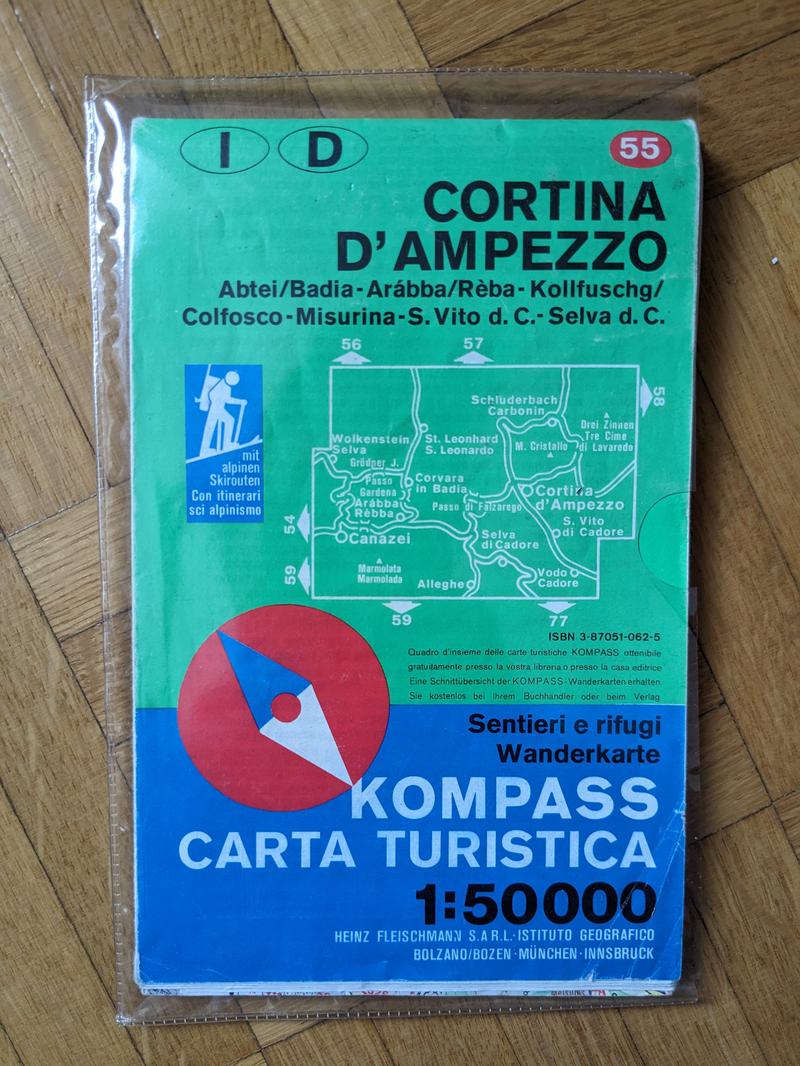 I D
55
CORTINA
D'AMPEZZO
Abtei/Badia - Arábba/Rèba - Kollfuschg/
Colfosco - Misurina - S. Vito d. C. - Selva d. C.
56
57
58
Schluderbach
Carbonin
Drei Zinnen
Tre Cime
di Lavaredo
Wolkenstein
Selva
St. Leonhard
S. Leonardo
M. Cristallo
Grödner J.
Passo
Gardena
Corvara
in Badia
Arábba
Rèbba
Passo di Falzarego
Cortina
d'Ampezzo
S. Vito
di Cadore
54
Canazei
Selva
di Cadore
59
Marmolata
Marmolada
Alleghe
Vodo
Cadore
59
77
mit
alpinen
Skirouten
Con itinerari
sci alpinismo
ISBN 3-87051-062-5
Quadro d'insieme delle carte turistiche KOMPASS ottenibile
gratuitamente presso la vostra libreria o presso la casa editrice
Eine Schnittübersicht der KOMPASS-Wanderkarten erhalten
Sie kostenlos bei Ihrem Buchhändler oder beim Verlag
Sentieri e rifugi
Wanderkarte
KOMPASS
CARTA TURISTICA
1:50000
HEINZ FLEISCHMANN S.A R.L.·ISTITUTO GEOGRAFICO
BOLZANO/BOZEN·MÜNCHEN·INNSBRUCK